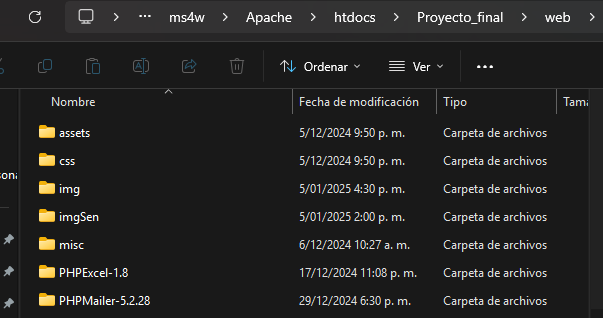 ... ms4w > Apache > htdocs > Proyecto_final > web >
Ordenar Ver ...
Nombre Fecha de modificación Tipo Tama
assets 5/12/2024 9:50 p. m. Carpeta de archivos
css 5/12/2024 9:50 p. m. Carpeta de archivos
img 5/01/2025 4:30 p. m. Carpeta de archivos
imgSen 5/01/2025 2:00 p. m. Carpeta de archivos
misc 6/12/2024 10:27 a. m. Carpeta de archivos
PHPExcel-1.8 17/12/2024 11:08 p. m. Carpeta de archivos
PHPMailer-5.2.28 29/12/2024 6:30 p. m. Carpeta de archivos